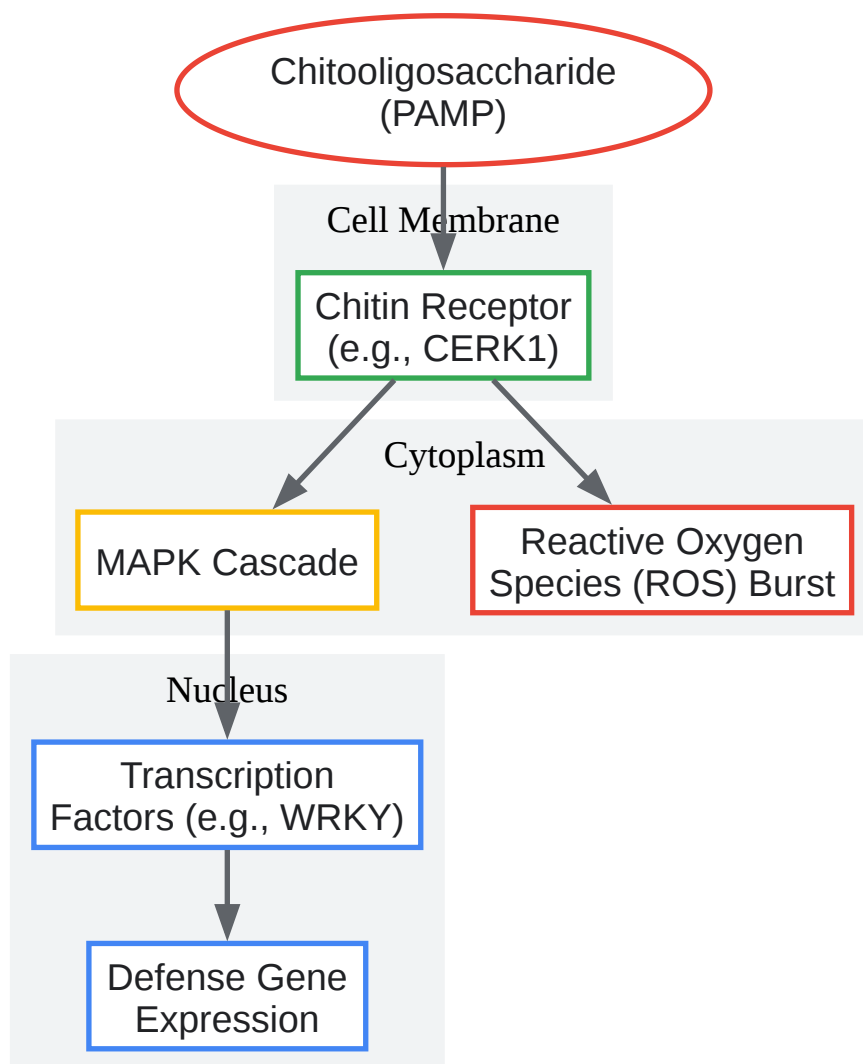 Chitooligosaccharide
(PAMP)
Cell Membrane
Chitin Receptor
(e.g., CERK1)
Cytoplasm
MAPK Cascade
Reactive Oxygen
Species (ROS) Burst
Nucleus
Transcription
Factors (e.g., WRKY)
Defense Gene
Expression